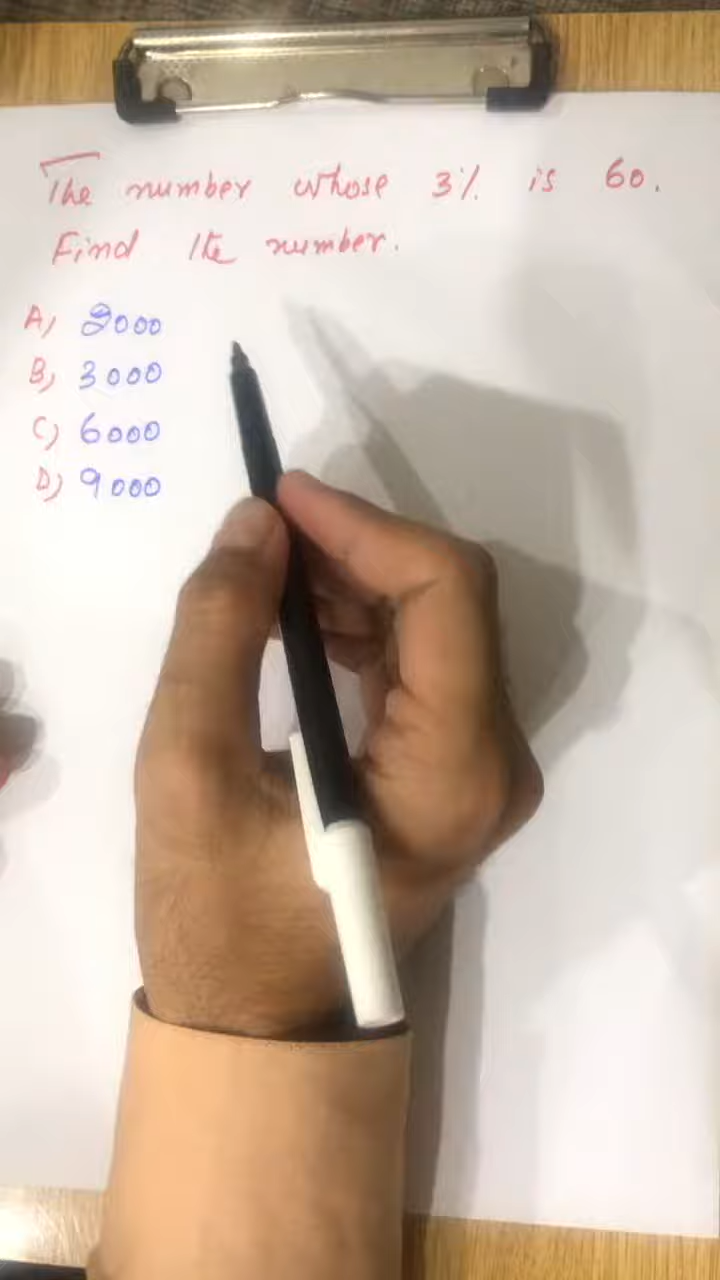 The number whose 3% is 60.
Find the number.
A) 2000
B) 3000
C) 6000
D) 9000